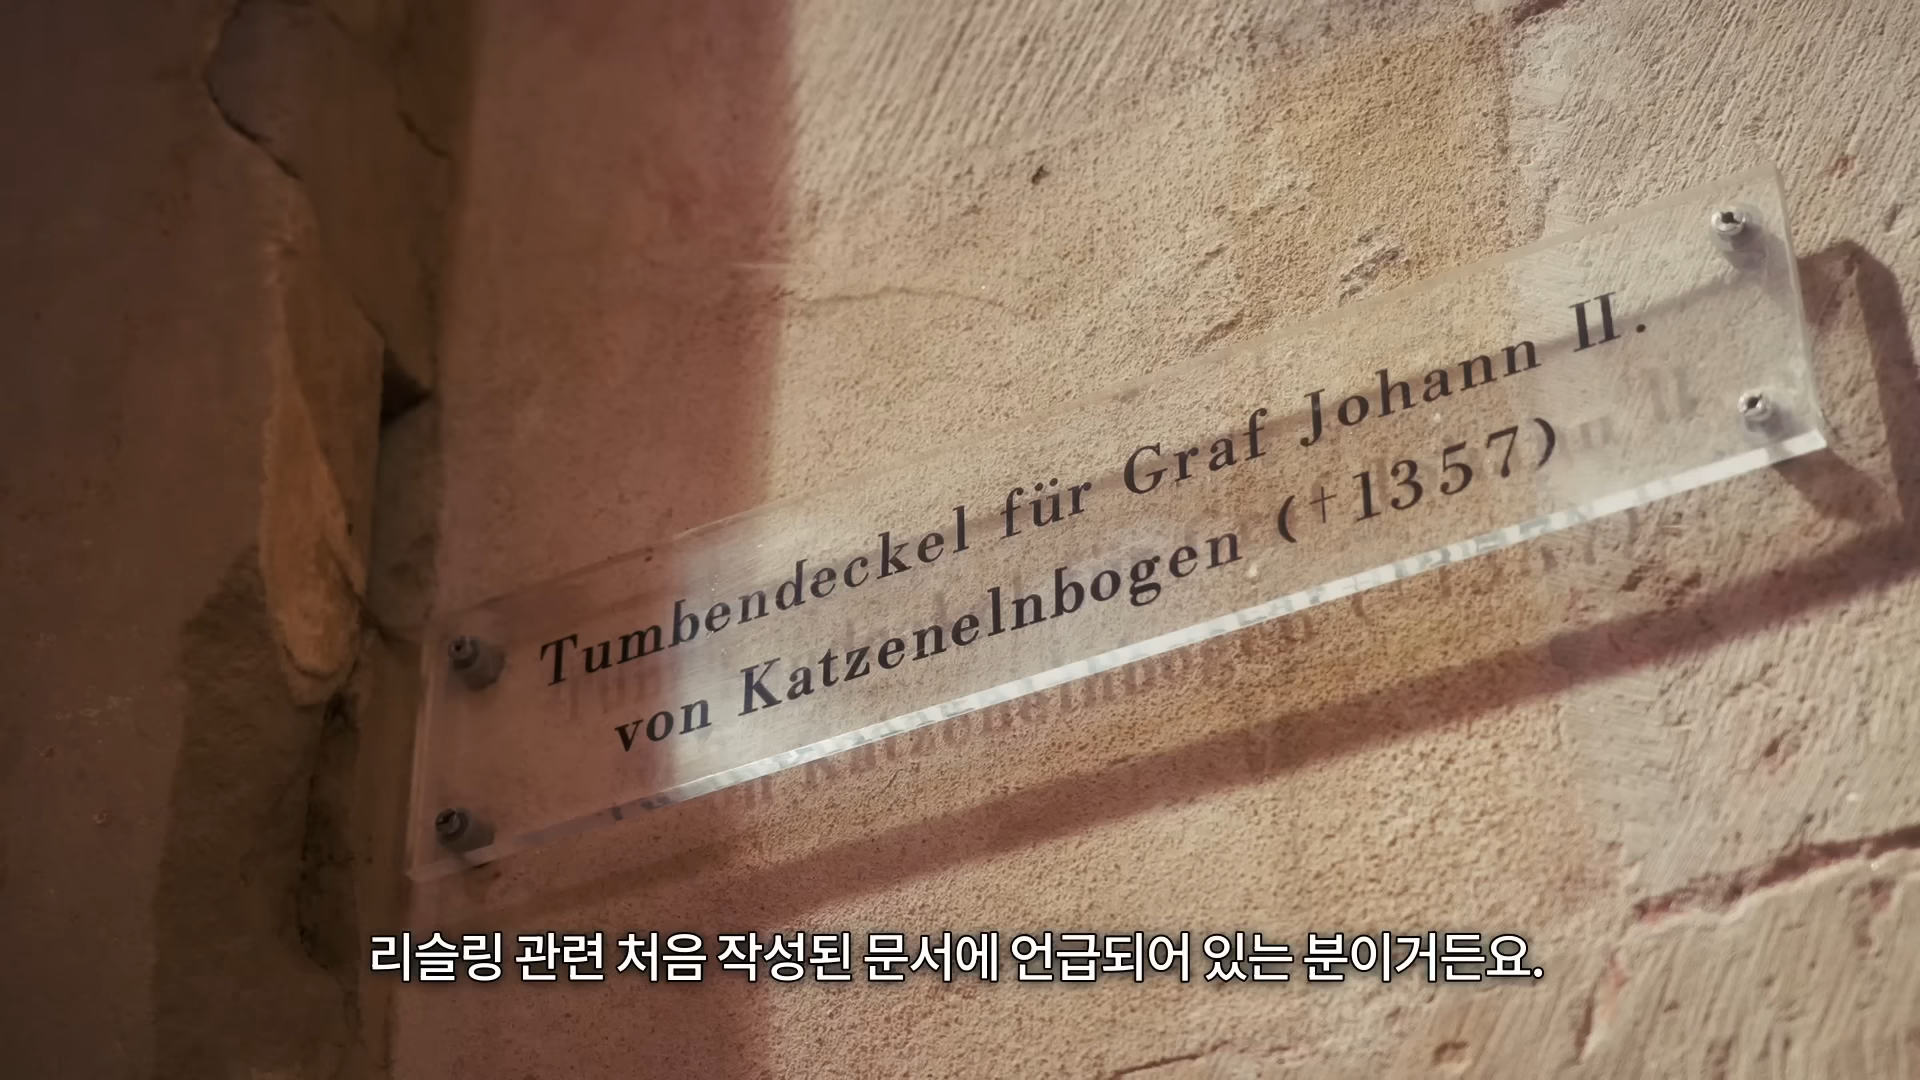 Tumbendeckel für Graf Johann II.
von Katzenelnbogen (†1357)
리슬링 관련 처음 작성된 문서에 언급되어 있는 분이거든요.